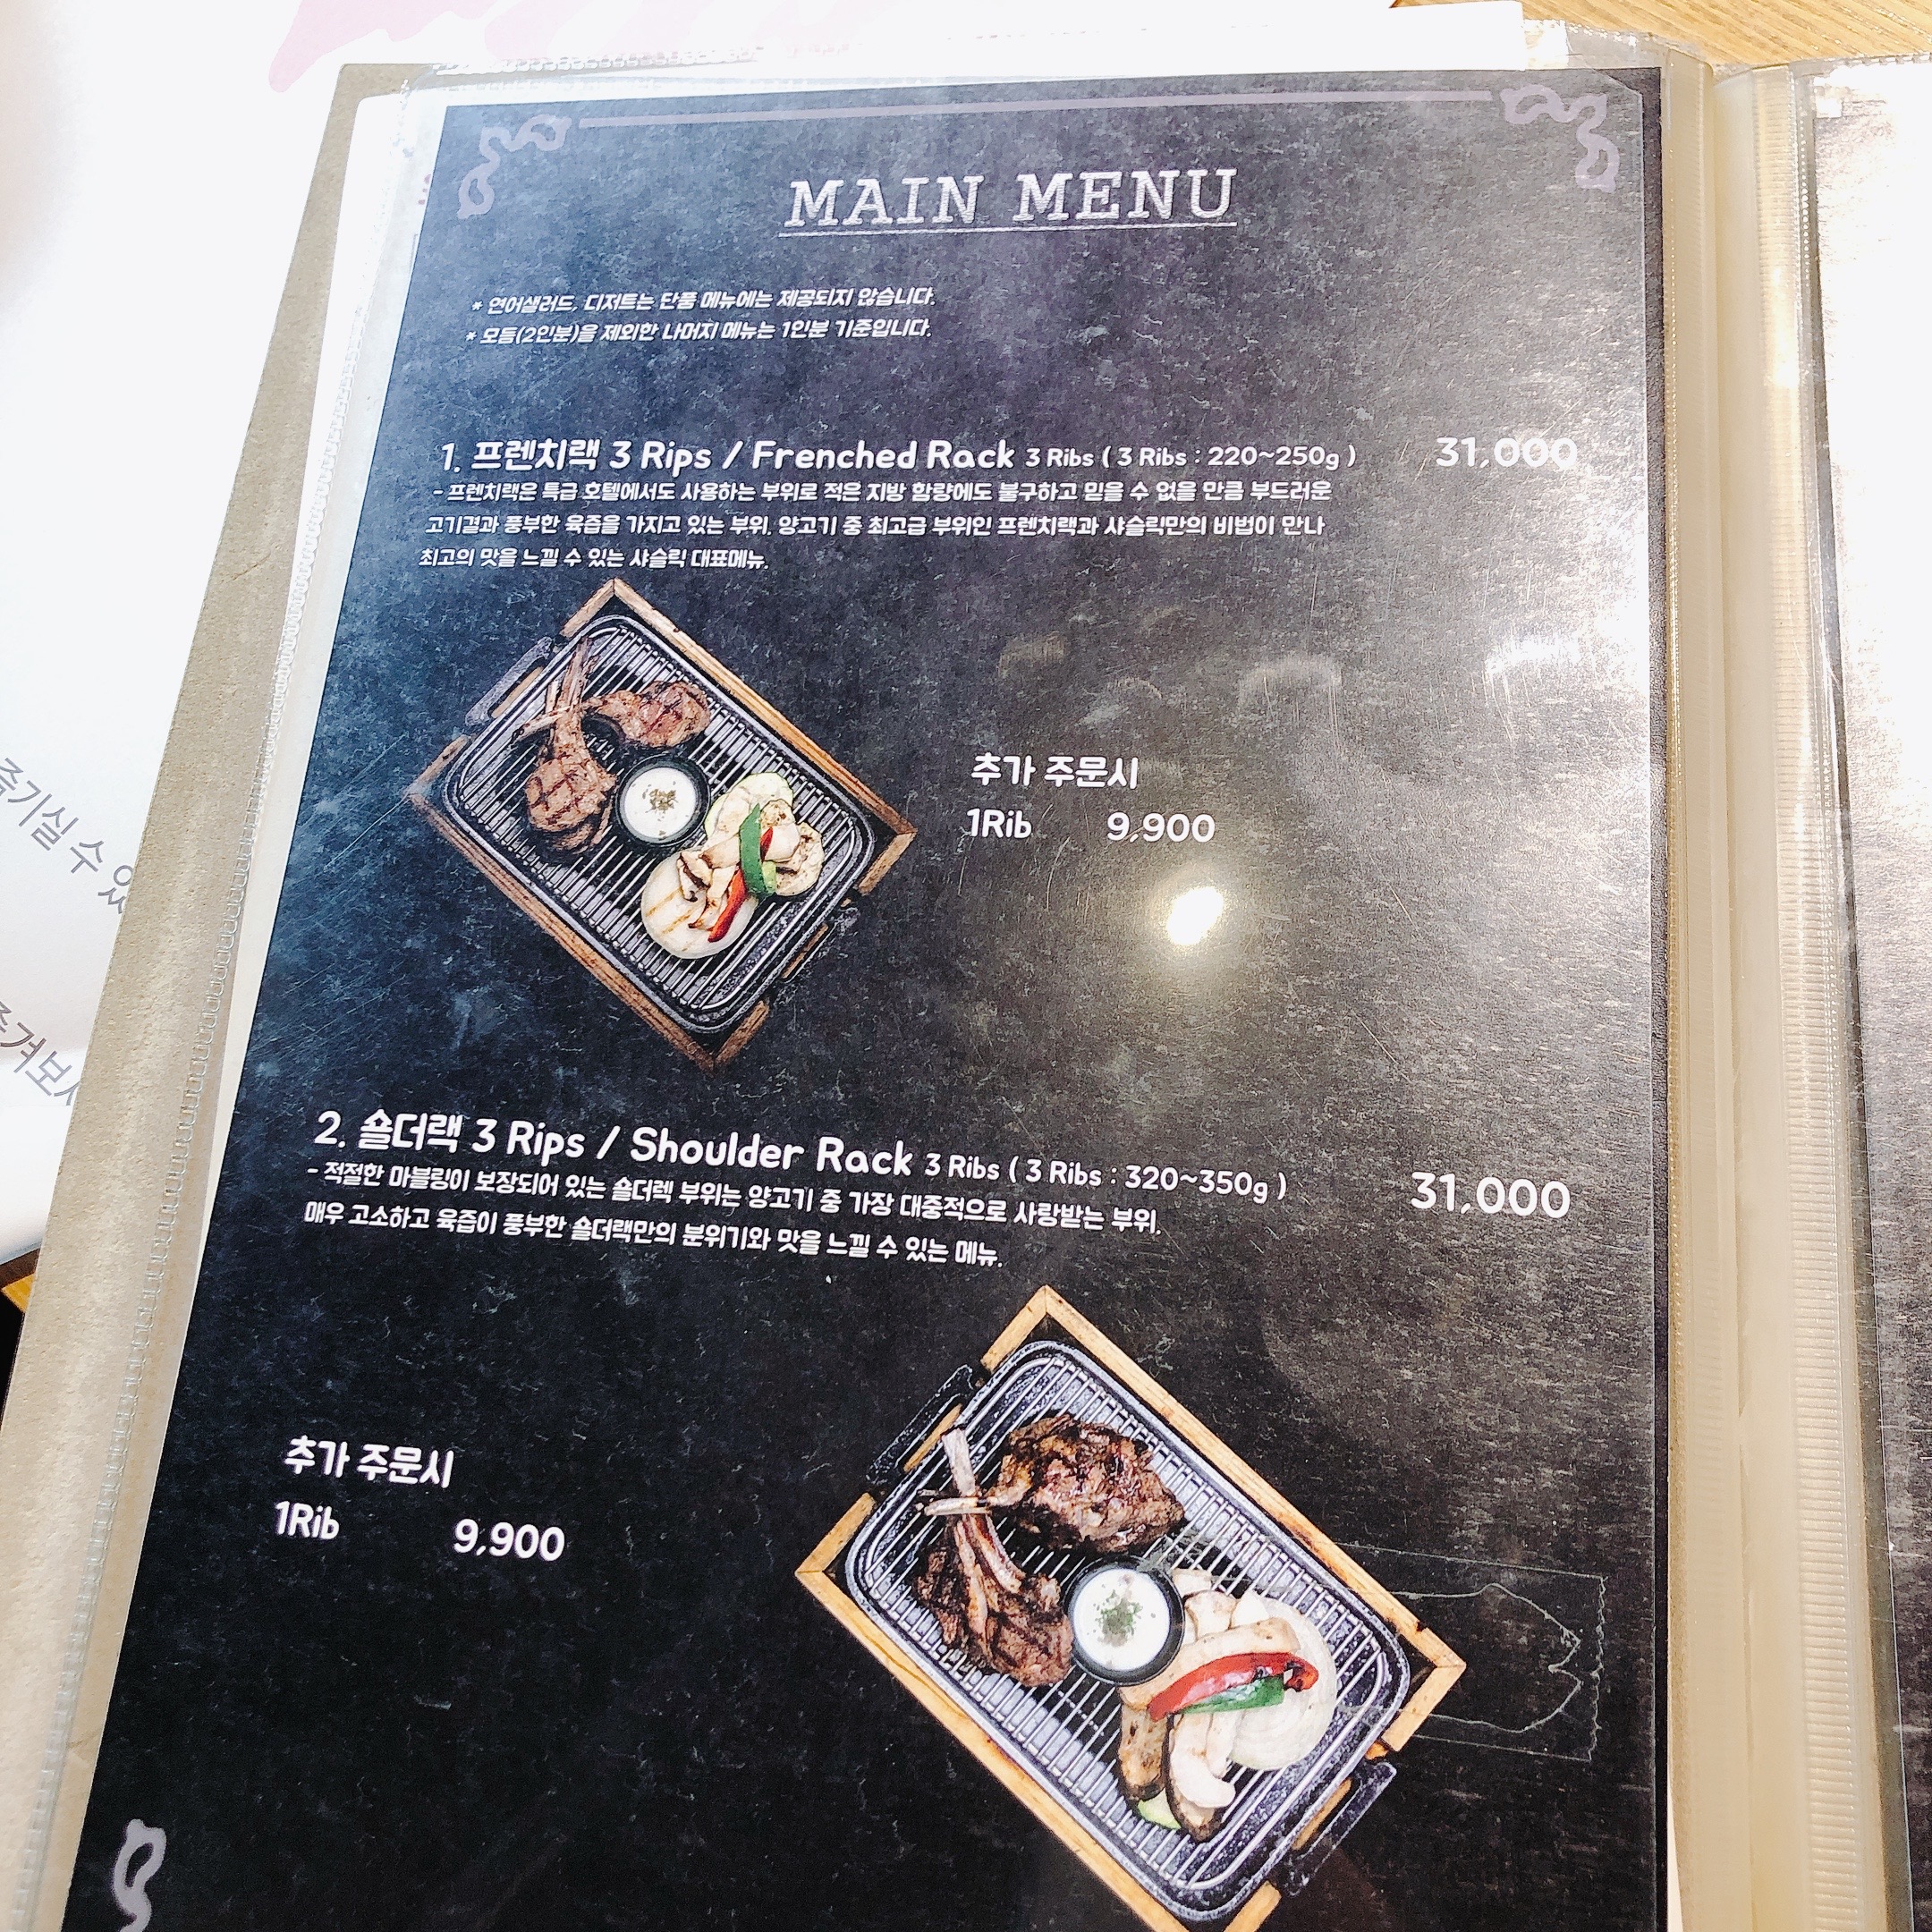 MAIN MENU
* 연어샐러드, 디저트는 단품 메뉴에는 제공되지 않습니다.
* 모듬(2인분)을 제외한 나머지 메뉴는 1인분 기준입니다.
1. 프렌치랙 3 Rips / Frenched Rack 3 Ribs ( 3 Ribs : 220~250g ) 31,000
- 프렌치랙은 특급 호텔에서도 사용하는 부위로 적은 지방 함량에도 불구하고 믿을 수 없을 만큼 부드러운
고기결과 풍부한 육즙을 가지고 있는 부위. 양고기 중 최고급 부위인 프렌치랙과 샤슬릭만의 비법이 만나
최고의 맛을 느낄 수 있는 샤슬릭 대표메뉴.
추가 주문시
1Rib 9,900
2. 숄더랙 3 Rips / Shoulder Rack 3 Ribs ( 3 Ribs : 320~350g ) 31,000
- 적절한 마블링이 보장되어 있는 숄더렉 부위는 양고기 중 가장 대중적으로 사랑받는 부위.
매우 고소하고 육즙이 풍부한 숄더랙만의 분위기와 맛을 느낄 수 있는 메뉴.
추가 주문시
1Rib 9,900
즐기실 수 있